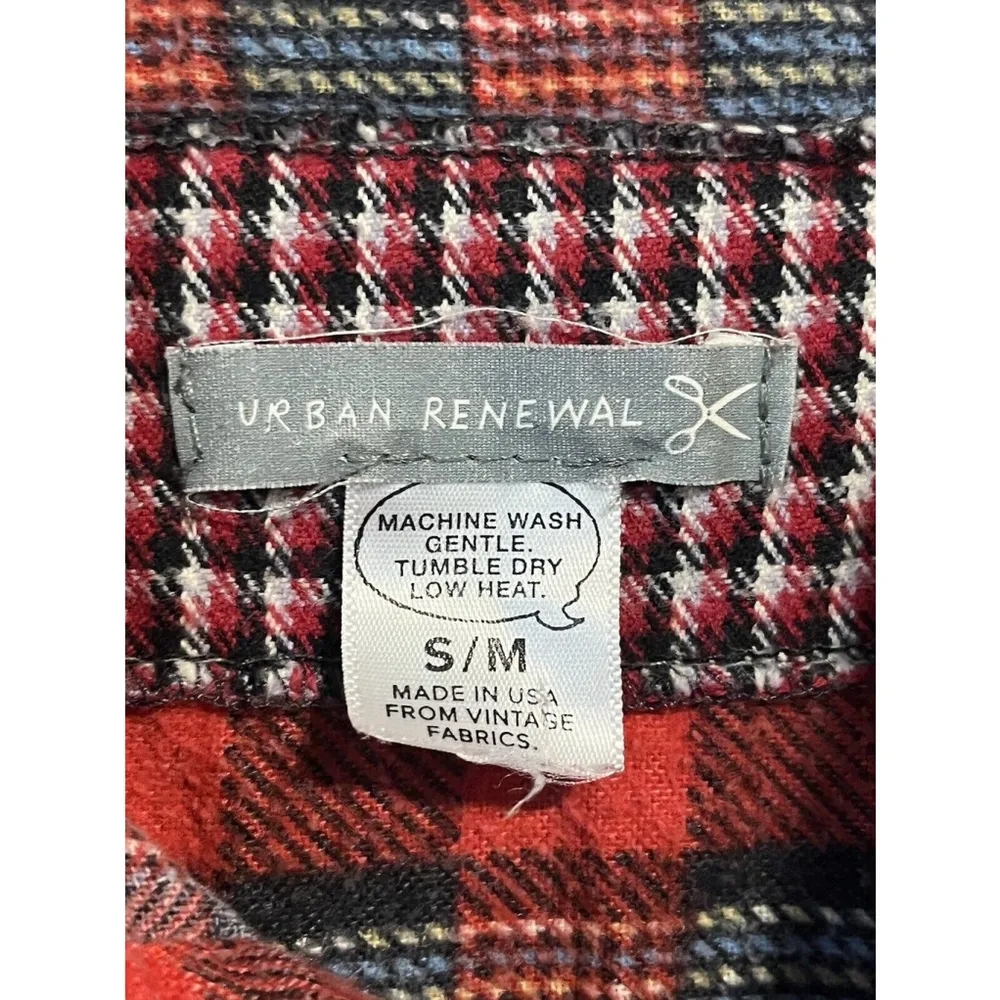 URBAN RENEWAL
MACHINE WASH
GENTLE.
TUMBLE DRY
LOW HEAT.
S/M
MADE IN USA
FROM VINTAGE
FABRICS.